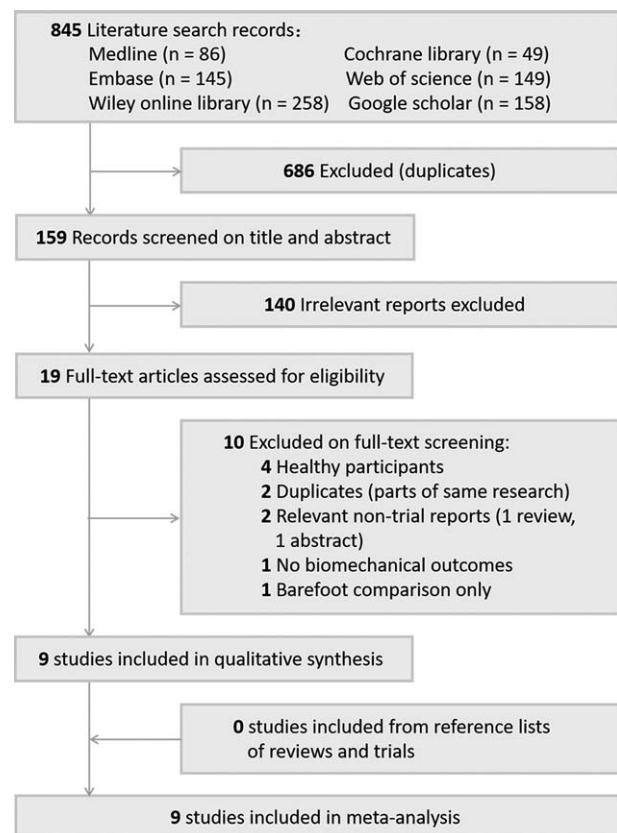 845 Literature search records：
Medline (n = 86) Cochrane library (n = 49)
Embase (n = 145) Web of science (n = 149)
Wiley online library (n = 258) Google scholar (n = 158)
686 Excluded (duplicates)
159 Records screened on title and abstract
140 Irrelevant reports excluded
19 Full-text articles assessed for eligibility
10 Excluded on full-text screening:
4 Healthy participants
2 Duplicates (parts of same research)
2 Relevant non-trial reports (1 review,
1 abstract)
1 No biomechanical outcomes
1 Barefoot comparison only
9 studies included in qualitative synthesis
0 studies included from reference lists
of reviews and trials
9 studies included in meta-analysis